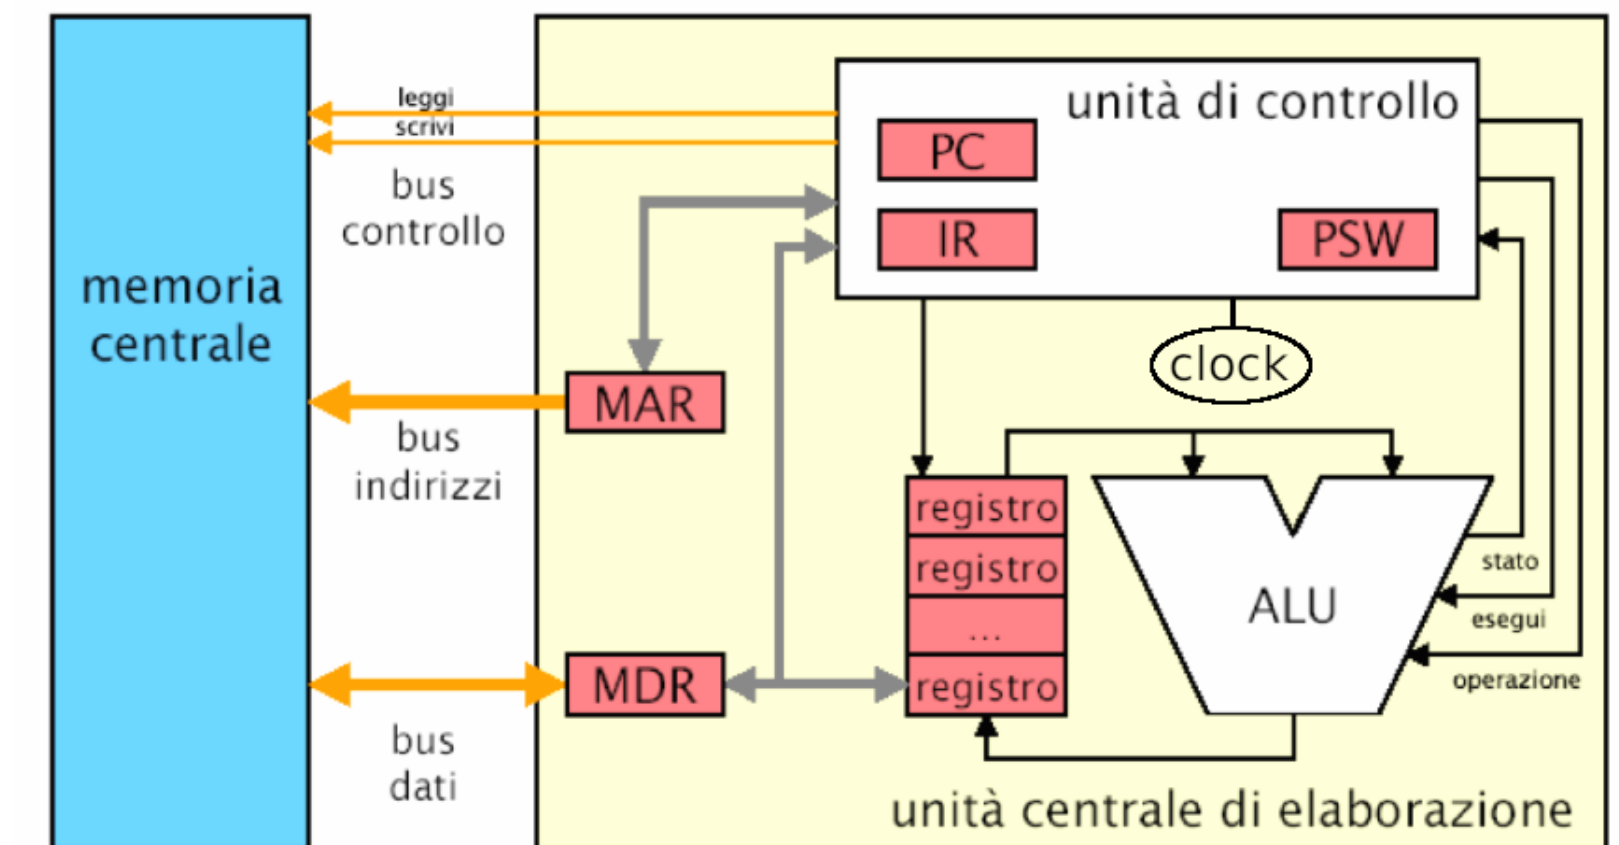 leggi
scrivi
bus
controllo
memoria
centrale
bus
indirizzi
bus
dati
unità di controllo
PC
IR
PSW
clock
MAR
MDR
registro
registro
...
registro
ALU
stato
esegui
operazione
unità centrale di elaborazione